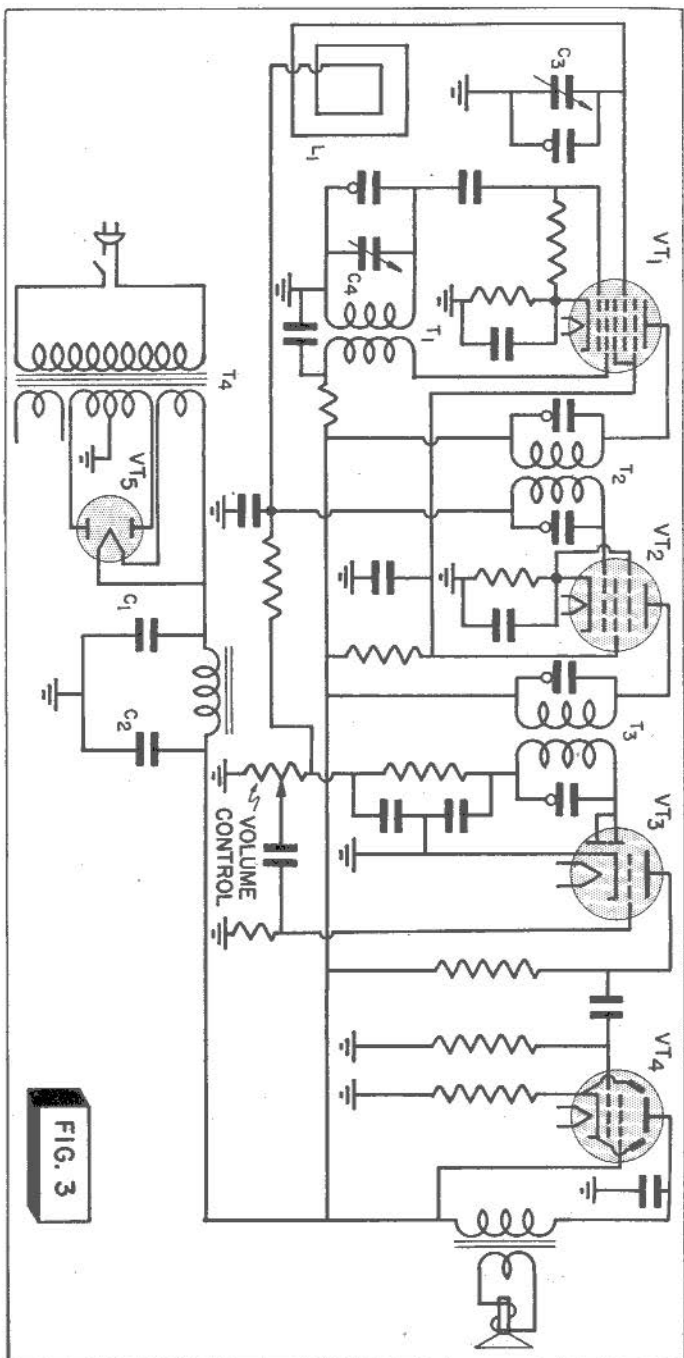 C3
L1
C4
VT1
T1
T2
VT2
T3
VT3
VT4
T4
VT5
C1
C2
VOLUME
CONTROL
FIG. 3